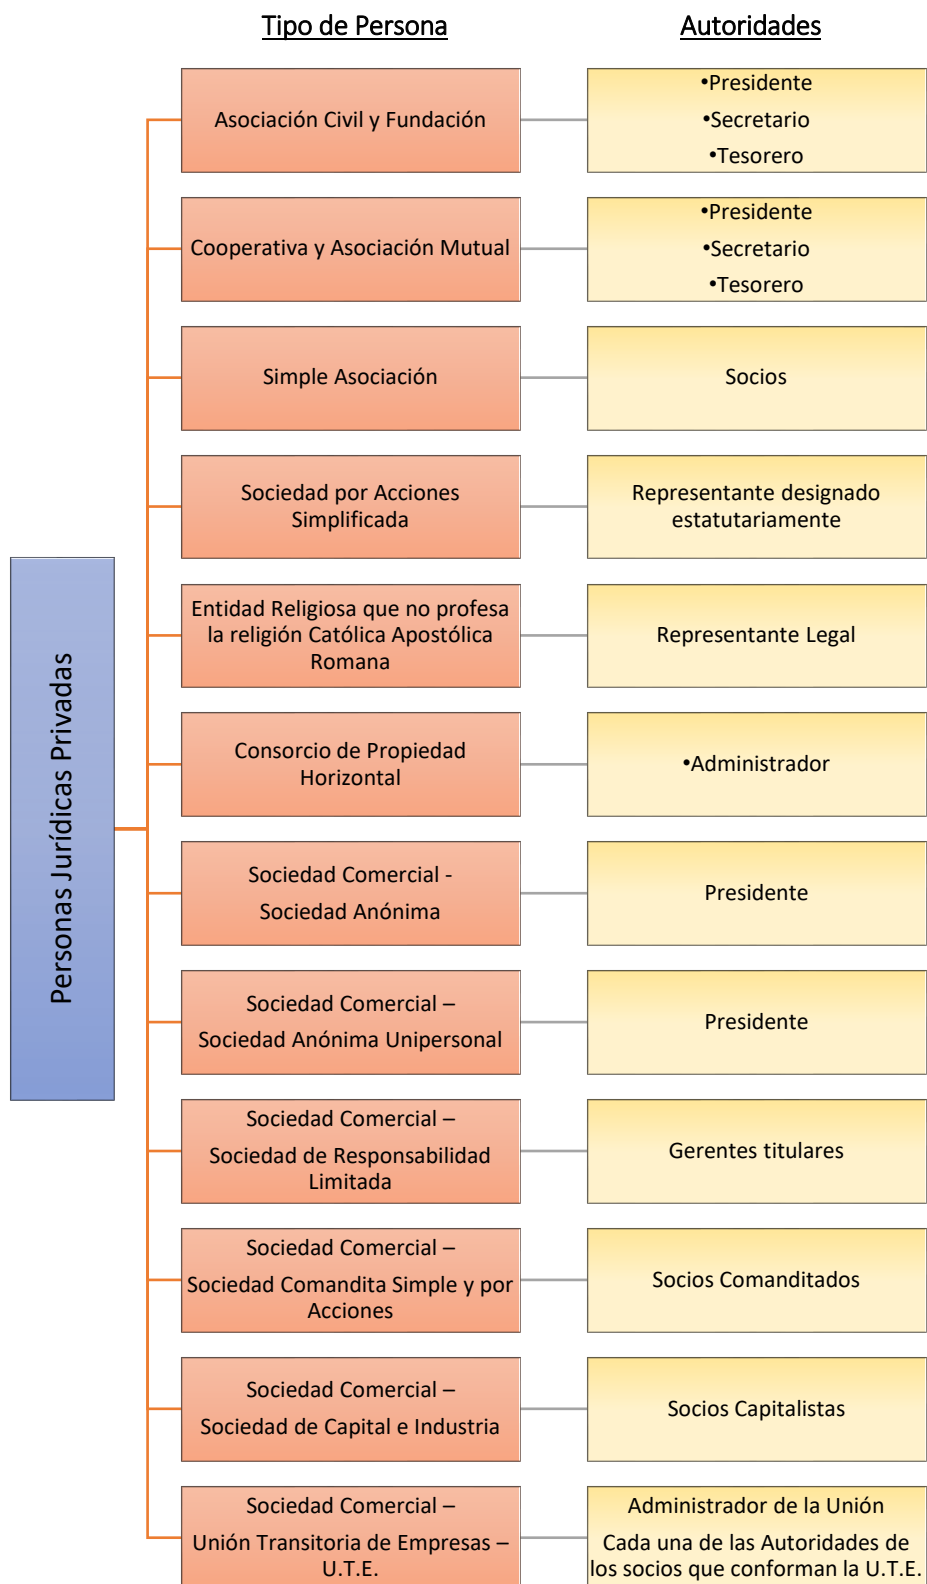 Tipo de Persona
Autoridades
Personas Jurídicas Privadas
Asociación Civil y Fundación
•Presidente
•Secretario
•Tesorero
Cooperativa y Asociación Mutual
•Presidente
•Secretario
•Tesorero
Simple Asociación
Socios
Sociedad por Acciones
Simplificada
Representante designado
estatutariamente
Entidad Religiosa que no profesa
la religión Católica Apostólica
Romana
Representante Legal
Consorcio de Propiedad
Horizontal
•Administrador
Sociedad Comercial -
Sociedad Anónima
Presidente
Sociedad Comercial –
Sociedad Anónima Unipersonal
Presidente
Sociedad Comercial –
Sociedad de Responsabilidad
Limitada
Gerentes titulares
Sociedad Comercial –
Sociedad Comandita Simple y por
Acciones
Socios Comanditados
Sociedad Comercial –
Sociedad de Capital e Industria
Socios Capitalistas
Sociedad Comercial –
Unión Transitoria de Empresas –
U.T.E.
Administrador de la Unión
Cada una de las Autoridades de
los socios que conforman la U.T.E.